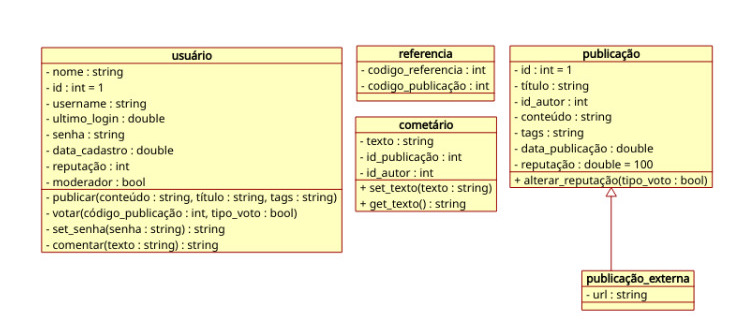 usuário
- nome : string
- id : int = 1
- username : string
- ultimo_login : double
- senha : string
- data_cadastro : double
- reputação : int
- moderador : bool
- publicar(conteúdo : string, título : string, tags : string)
- votar(código_publicação : int, tipo_voto : bool)
- set_senha(senha : string) : string
- comentar(texto : string) : string
referencia
- codigo_referencia : int
- codigo_publicação : int
cometário
- texto : string
- id_publicação : int
- id_autor : int
+ set_texto(texto : string)
+ get_texto() : string
publicação
- id : int = 1
- título : string
- id_autor : int
- conteúdo : string
- tags : string
- data_publicação : double
- reputação : double = 100
+ alterar_reputação(tipo_voto : bool)
publicação_externa
- url : string